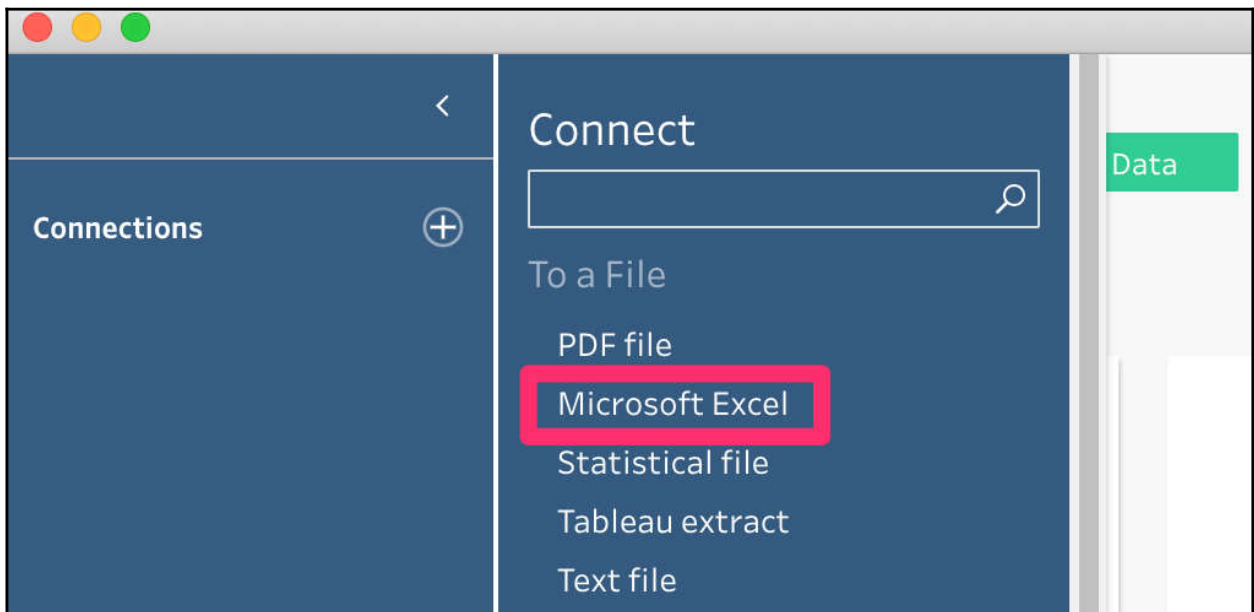 Connections
Connect
To a File
PDF file
Microsoft Excel
Statistical file
Tableau extract
Text file
Data